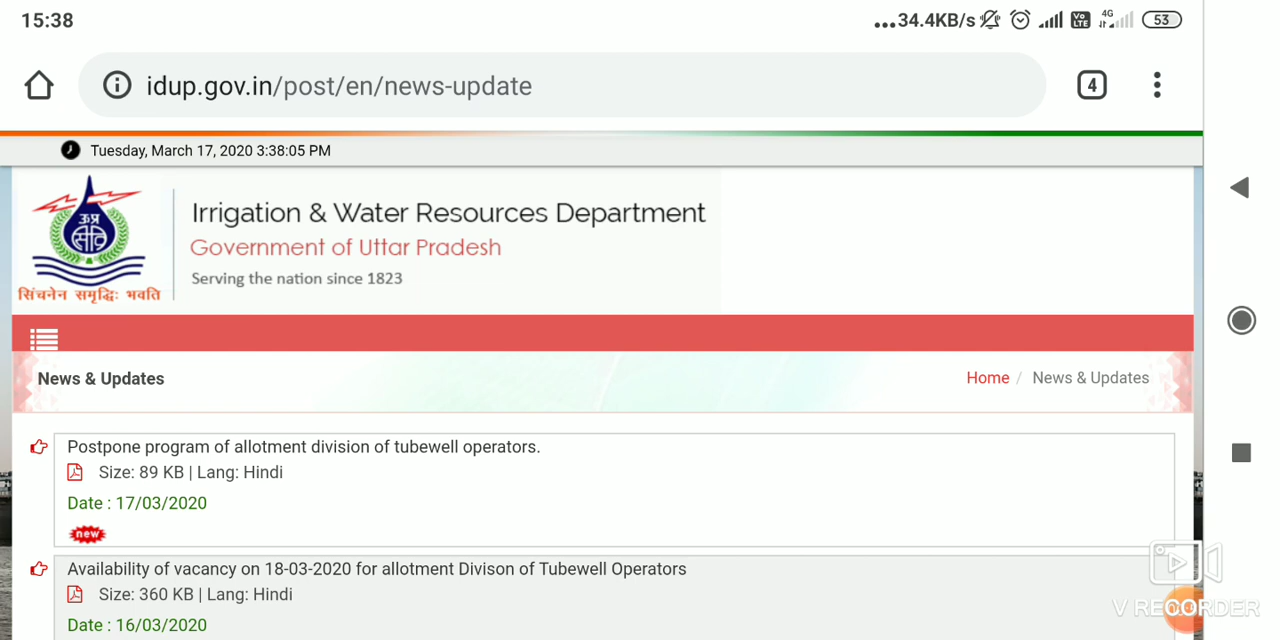 15:38
...34.4KB/s
Vo LTE
4G
53
idup.gov.in/post/en/news-update
4
Tuesday, March 17, 2020 3:38:05 PM
उप्र
सिंचनेन समृद्धिः भवति
Irrigation & Water Resources Department
Government of Uttar Pradesh
Serving the nation since 1823
News & Updates
Home / News & Updates
Postpone program of allotment division of tubewell operators.
Size: 89 KB | Lang: Hindi
Date : 17/03/2020
new
Availability of vacancy on 18-03-2020 for allotment Divison of Tubewell Operators
Size: 360 KB | Lang: Hindi
Date : 16/03/2020
V RECORDER